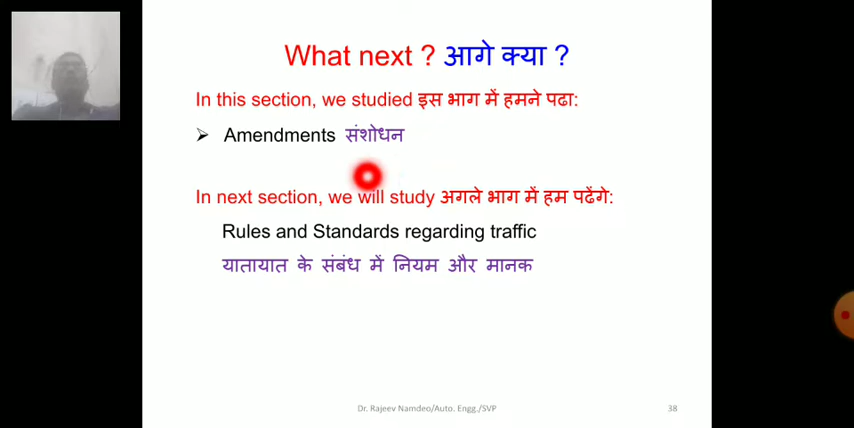 What next ? आगे क्या ?
In this section, we studied इस भाग में हमने पढा:
➢ Amendments संशोधन
In next section, we will study अगले भाग में हम पढेंगे:
Rules and Standards regarding traffic
यातायात के संबंध में नियम और मानक
Dr. Rajeev Namdeo/Auto. Engg./SVP 38